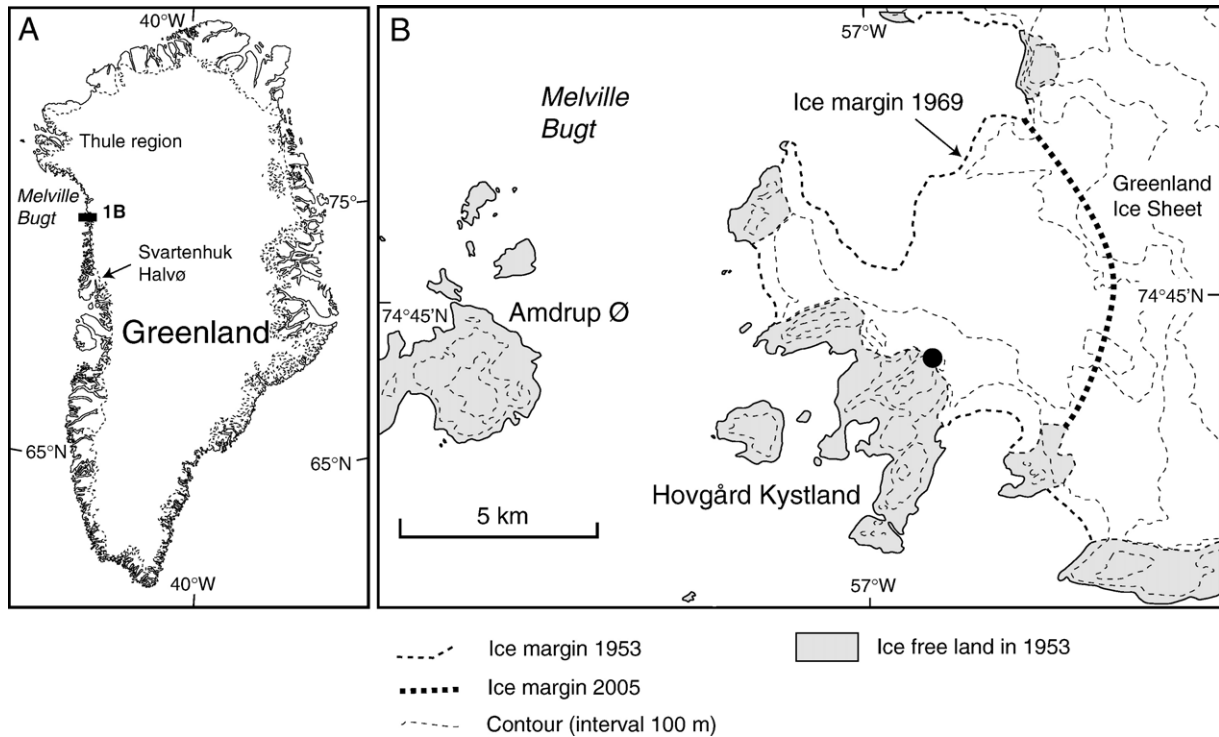 A
40°W
Thule region
Melville
Bugt
1B
75°
Svartenhuk
Halvø
Greenland
65°N
65°N
40°W
B
57°W
Melville
Bugt
Ice margin 1969
Greenland
Ice Sheet
74°45'N
Amdrup Ø
74°45'N
Hovgård Kystland
5 km
57°W
Ice margin 1953
Ice free land in 1953
Ice margin 2005
Contour (interval 100 m)